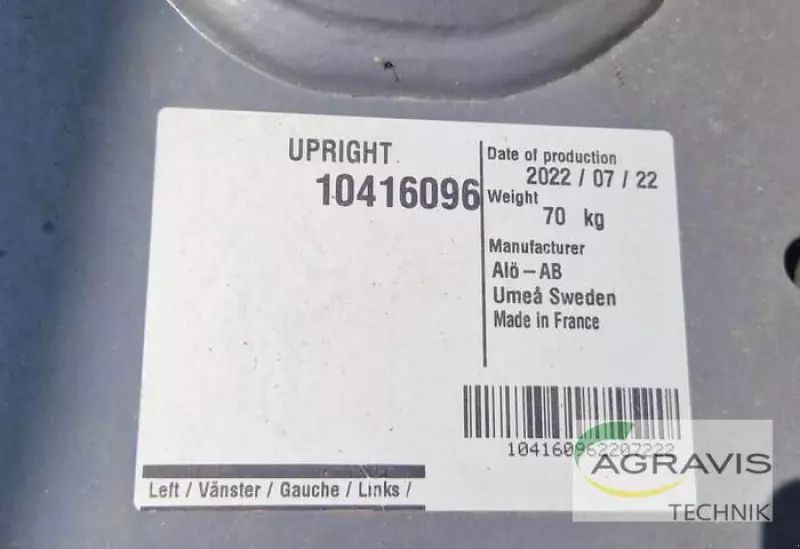 UPRIGHT
10416096
Date of production
2022 / 07 / 22
Weight
70 kg
Manufacturer
Alö – AB
Umeå Sweden
Made in France
104160962207222
Left / Vänster / Gauche / Links /
AGRAVIS
TECHNIK